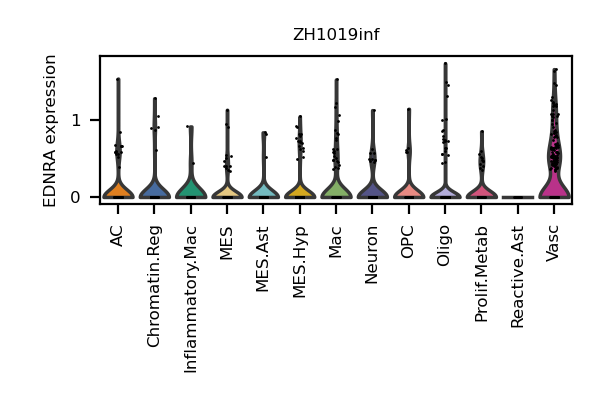 ZH1019inf
EDNRA expression
1
0
AC
Chromatin.Reg
Inflammatory.Mac
MES
MES.Ast
MES.Hyp
Mac
Neuron
OPC
Oligo
Prolif.Metab
Reactive.Ast
Vasc